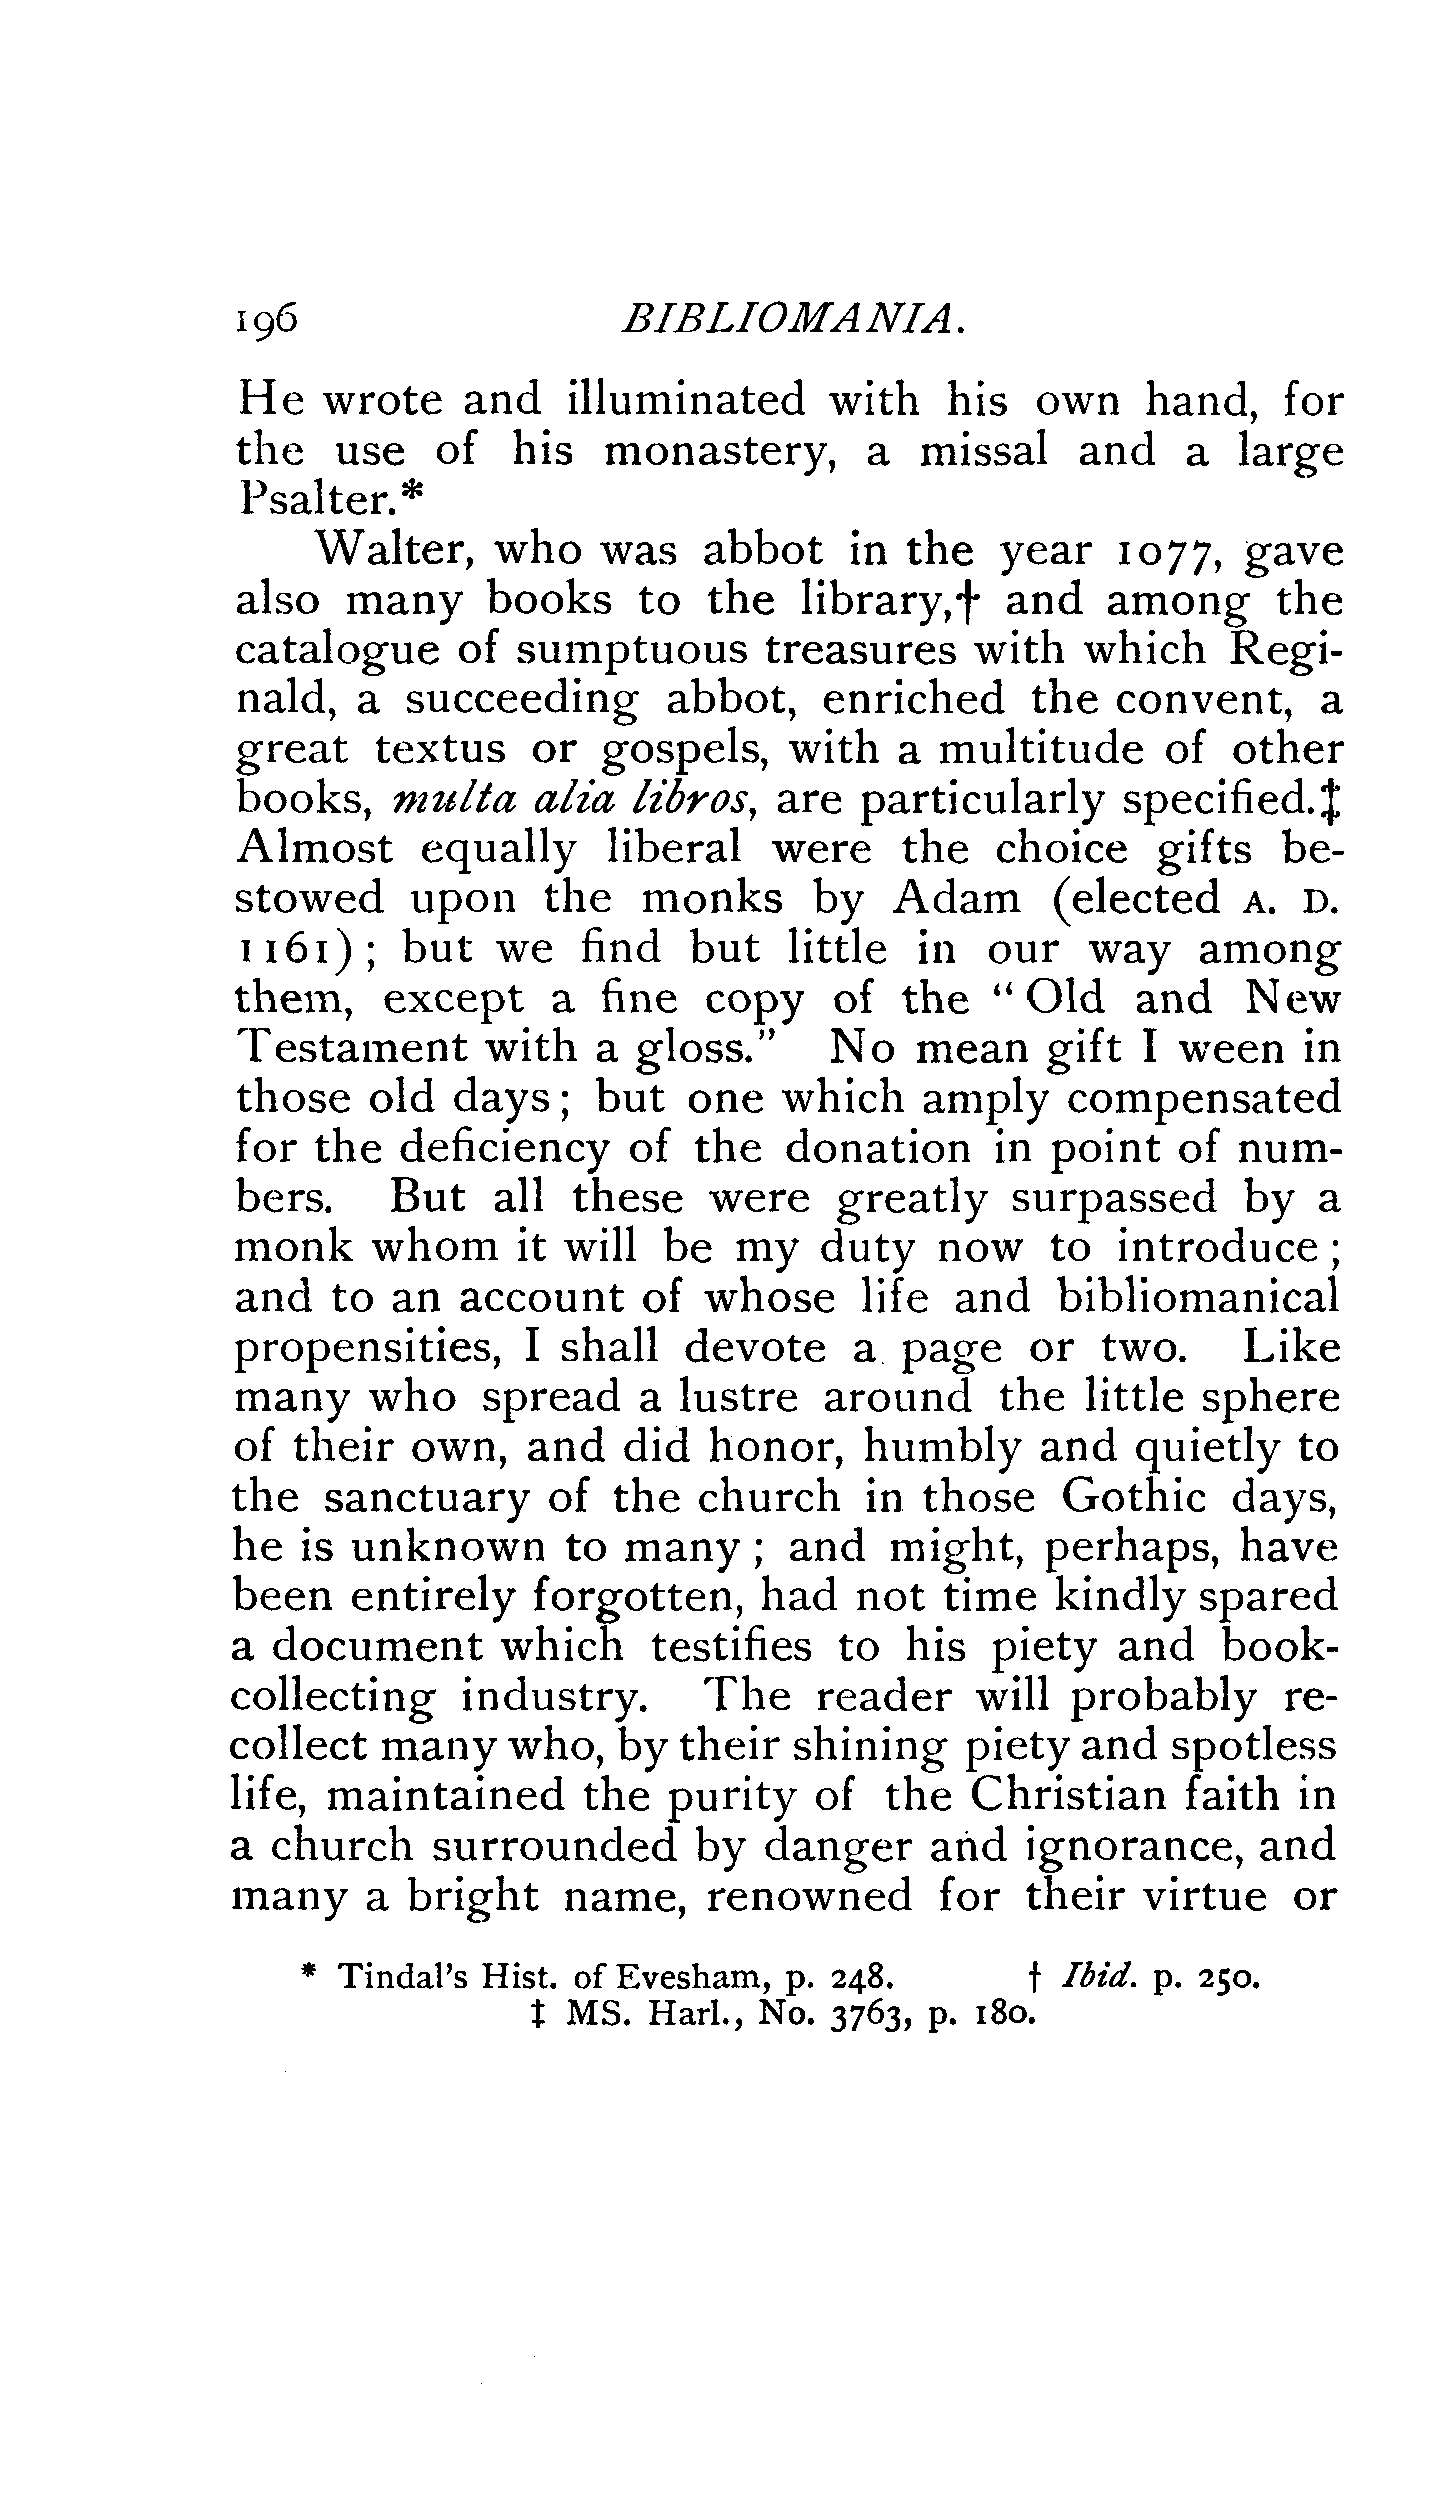 196 BIBLIOMANIA.
He wrote and illuminated with his own hand, for
the use of his monastery, a missal and a large
Psalter.*
Walter, who was abbot in the year 1077, gave
also many books to the library,† and among the
catalogue of sumptuous treasures with which Regi-
nald, a succeeding abbot, enriched the convent, a
great textus or gospels, with a multitude of other
books, multa alia libros, are particularly specified.‡
Almost equally liberal were the choice gifts be-
stowed upon the monks by Adam (elected A. D.
1161); but we find but little in our way among
them, except a fine copy of the "Old and New
Testament with a gloss." No mean gift I ween in
those old days; but one which amply compensated
for the deficiency of the donation in point of num-
bers. But all these were greatly surpassed by a
monk whom it will be my duty now to introduce;
and to an account of whose life and bibliomanical
propensities, I shall devote a page or two. Like
many who spread a lustre around the little sphere
of their own, and did honor, humbly and quietly to
the sanctuary of the church in those Gothic days,
he is unknown to many; and might, perhaps, have
been entirely forgotten, had not time kindly spared
a document which testifies to his piety and book-
collecting industry. The reader will probably re-
collect many who, by their shining piety and spotless
life, maintained the purity of the Christian faith in
a church surrounded by danger and ignorance, and
many a bright name, renowned for their virtue or
* Tindal's Hist. of Evesham, p. 248. † Ibid. p. 250.
‡ MS. Harl., No. 3763, p. 180.